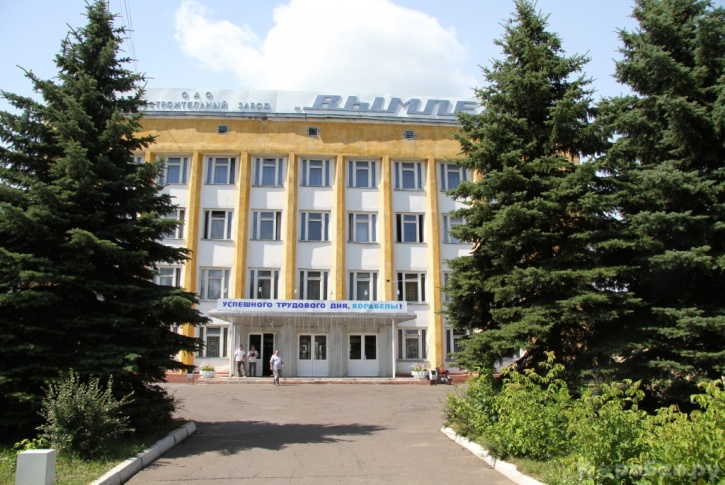 ОАО
СТРОИТЕЛЬНЫЙ ЗАВОД
"ВЫМПЕ
УСПЕШНОГО ТРУДОВОГО ДНЯ, КОРАБЕЛЫ!